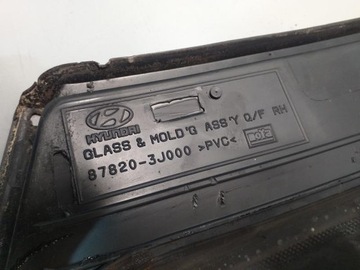 HYUNDAI
GLASS & MOLD'G ASS'Y Q/F RH
87820-3J000 >PVC<